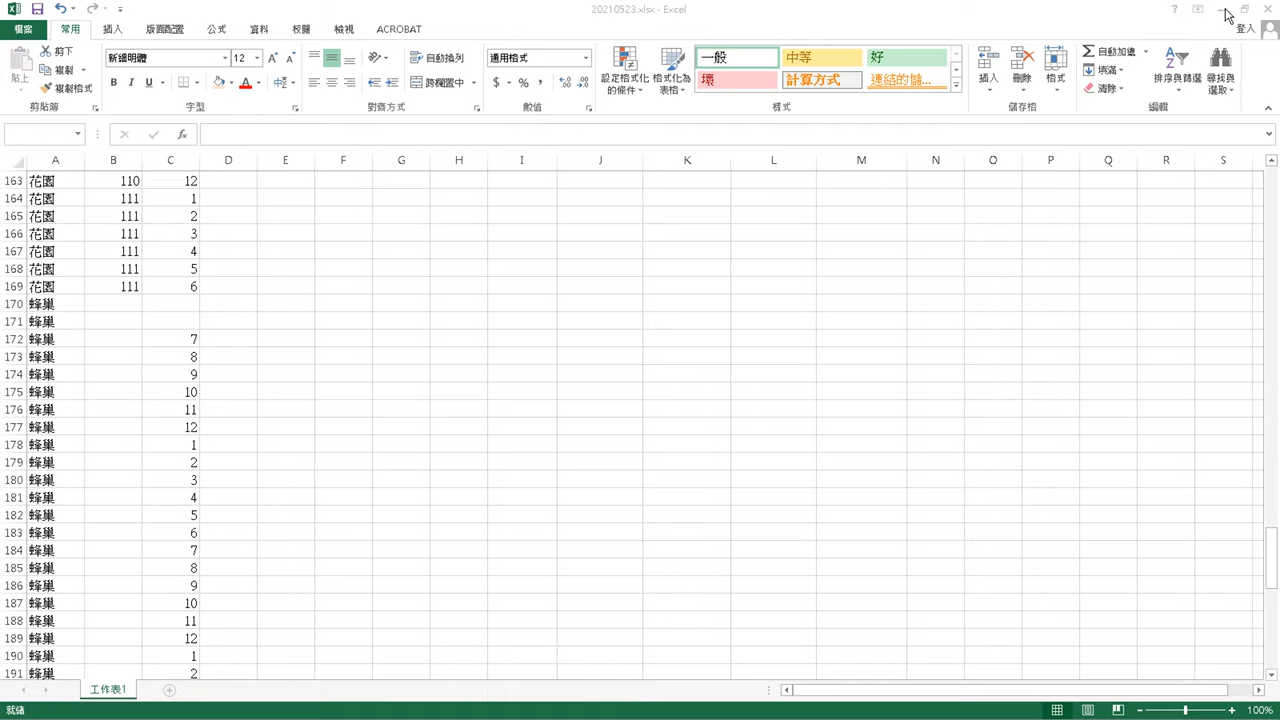 20210523.xlsx - Excel
檔案 常用 插入 版面配置 公式 資料 校閱 檢視 ACROBAT 登入
貼上 剪下 複製 複製格式 剪貼簿
新細明體 12 B I U A 字型
自動換列 跨欄置中 對齊方式
通用格式 $ % , 數值
設定格式化的條件 格式化為表格 一般 中等 好 壞 計算方式 連結的儲... 樣式
插入 刪除 格式 儲存格
自動加總 填滿 清除 排序與篩選 尋找與選取 編輯
fx
A B C D E F G H I J K L M N O P Q R S
163 花園 110 12
164 花園 111 1
165 花園 111 2
166 花園 111 3
167 花園 111 4
168 花園 111 5
169 花園 111 6
170 蜂巢
171 蜂巢
172 蜂巢 7
173 蜂巢 8
174 蜂巢 9
175 蜂巢 10
176 蜂巢 11
177 蜂巢 12
178 蜂巢 1
179 蜂巢 2
180 蜂巢 3
181 蜂巢 4
182 蜂巢 5
183 蜂巢 6
184 蜂巢 7
185 蜂巢 8
186 蜂巢 9
187 蜂巢 10
188 蜂巢 11
189 蜂巢 12
190 蜂巢 1
191 蜂巢 2
工作表1
就緒 100%